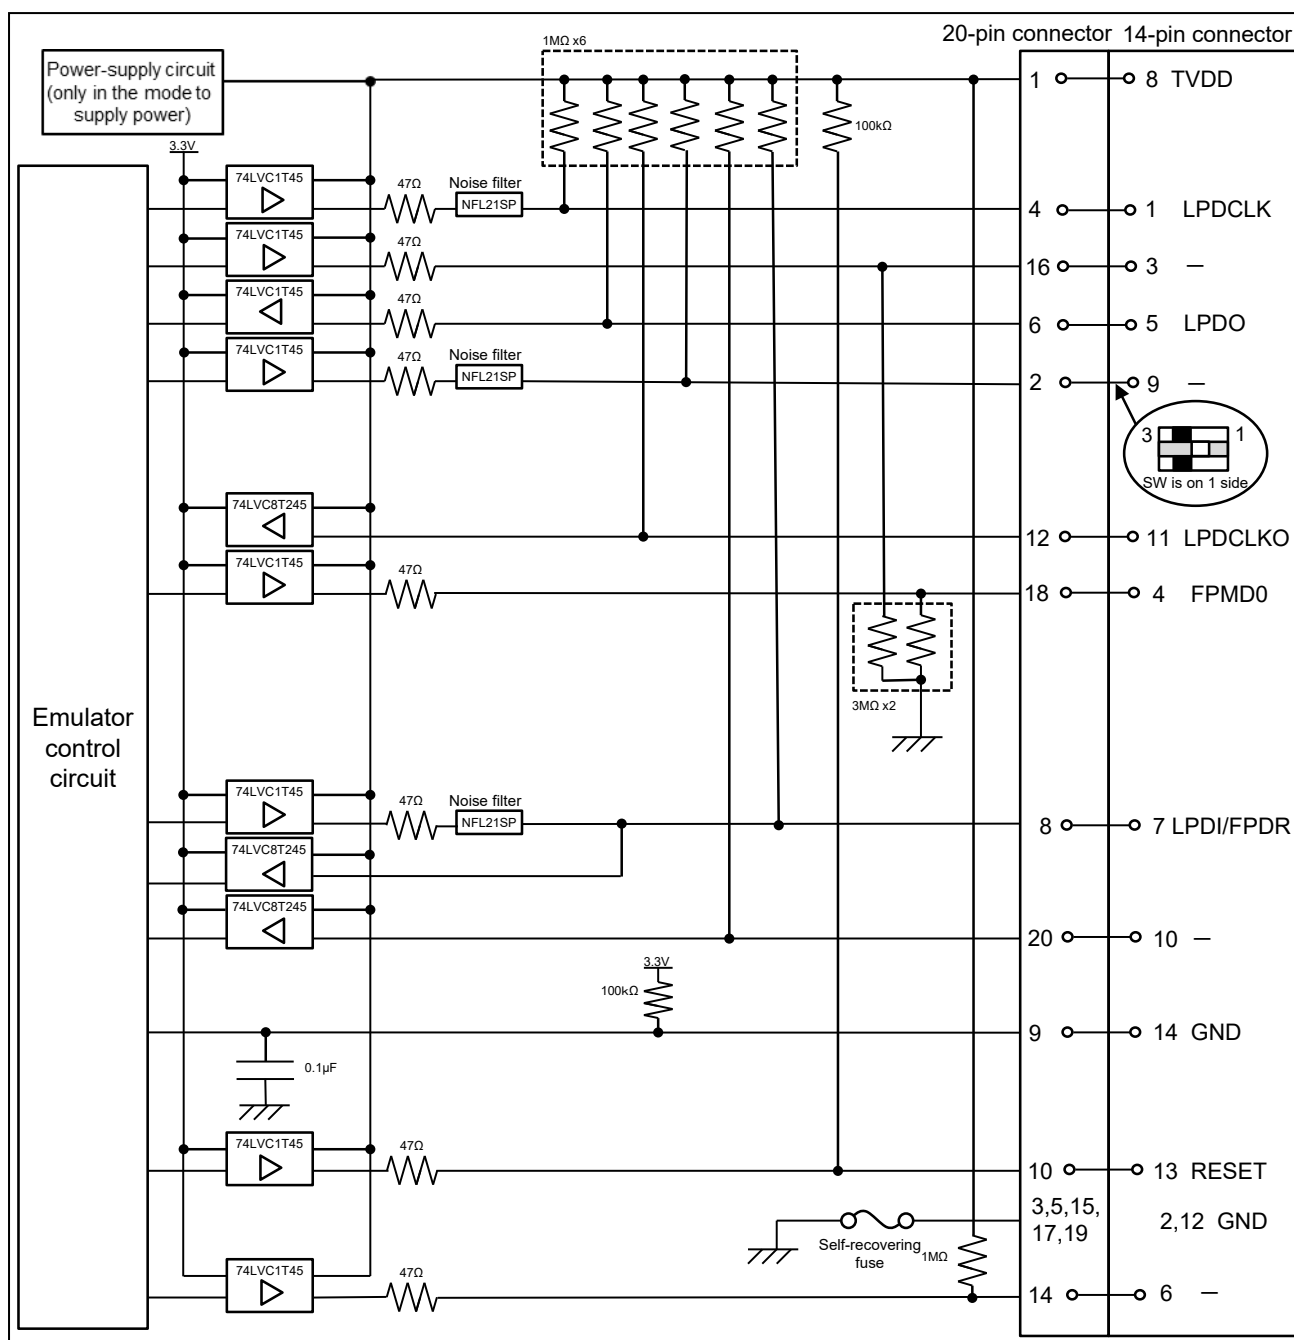 20-pin connector 14-pin connector
1MΩ x6
Power-supply circuit
(only in the mode to
supply power)
1 8 TVDD
100kΩ
3.3V
74LVC1T45 47Ω Noise filter
NFL21SP
4 1 LPDCLK
74LVC1T45 47Ω
16 3 —
74LVC1T45 47Ω
6 5 LPDO
74LVC1T45 47Ω Noise filter
NFL21SP
2 9 —
3 1
SW is on 1 side
74LVC8T245
12 11 LPDCLKO
74LVC1T45 47Ω
18 4 FPMD0
3MΩ x2
Emulator
control
circuit
74LVC1T45 47Ω Noise filter
NFL21SP
8 7 LPDI/FPDR
74LVC8T245
74LVC8T245
20 10 —
3.3V
100kΩ
9 14 GND
0.1µF
74LVC1T45 47Ω
10 13 RESET
3,5,15,
17,19
2,12 GND
Self-recovering
fuse
1MΩ
74LVC1T45 47Ω
14 6 —